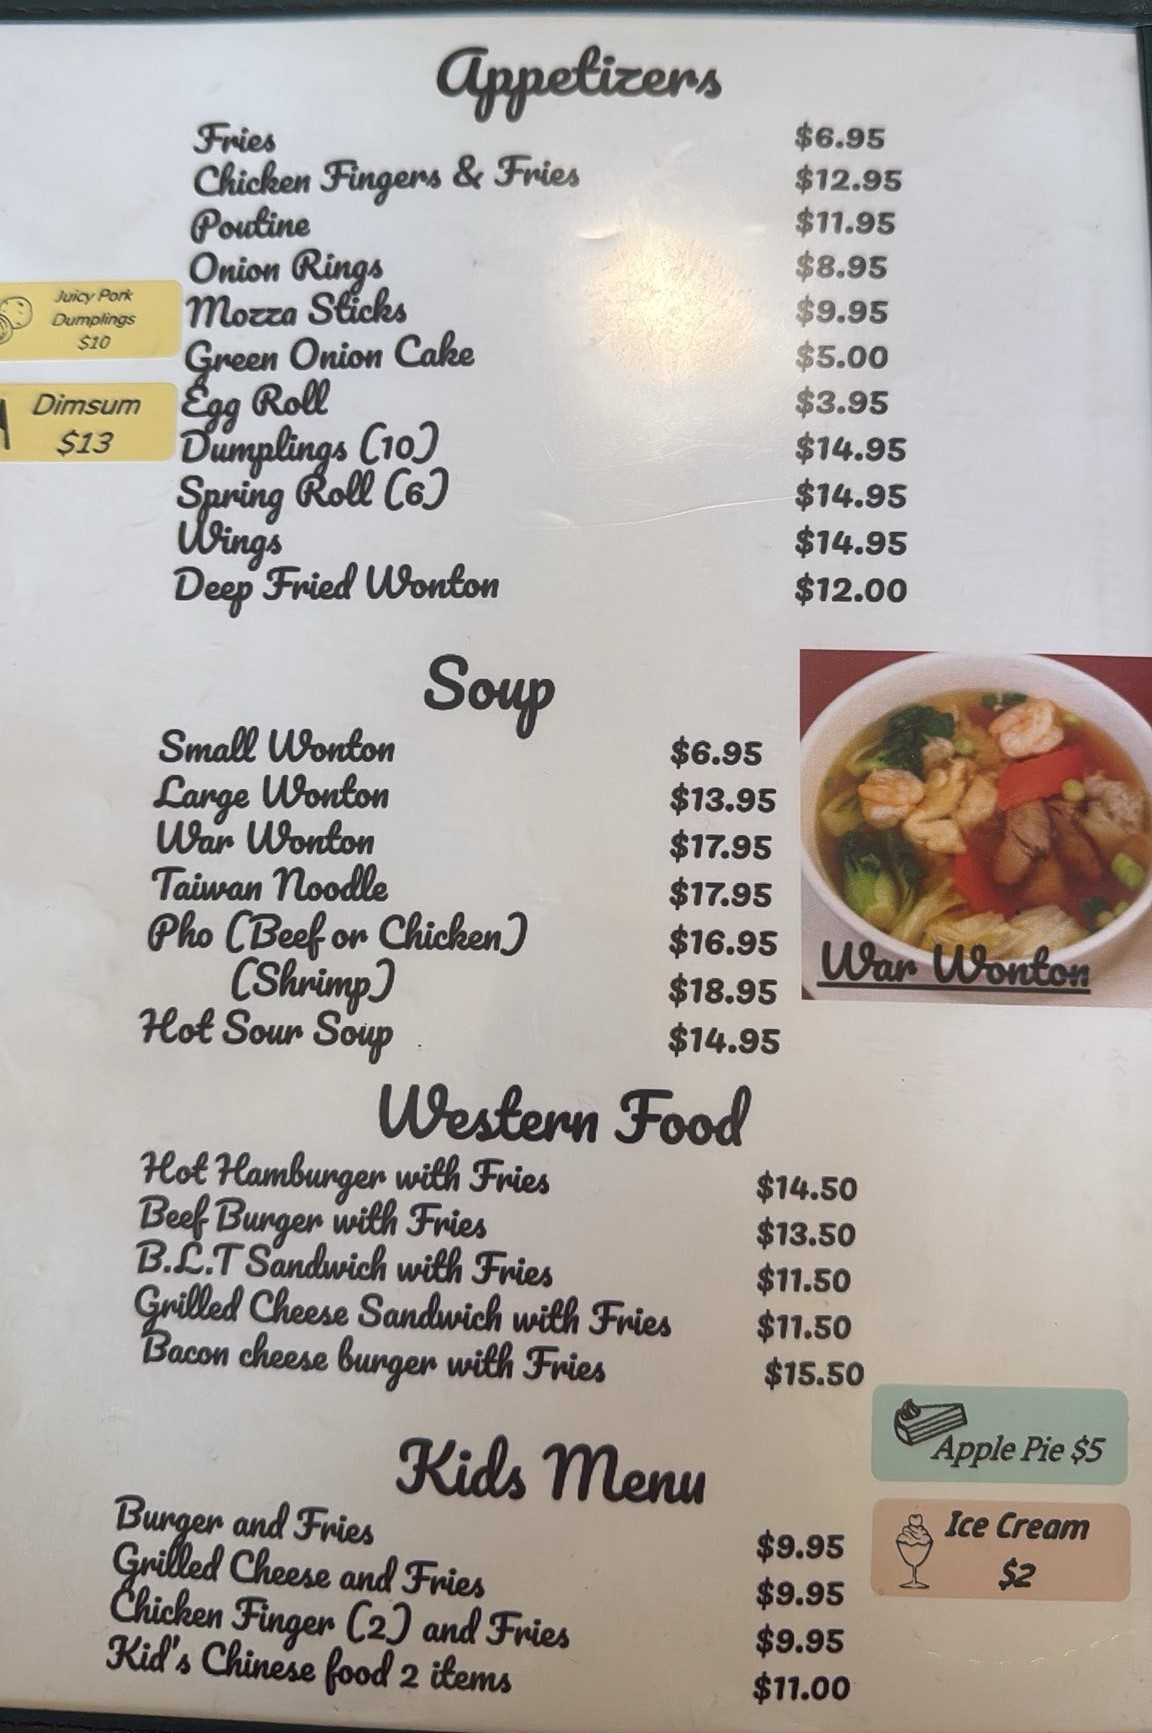 Appetizers
Fries $6.95
Chicken Fingers & Fries $12.95
Poutine $11.95
Onion Rings $8.95
Mozza Sticks $9.95
Green Onion Cake $5.00
Egg Roll $3.95
Dumplings (10) $14.95
Spring Roll (6) $14.95
Wings $14.95
Deep Fried Wonton $12.00
Juicy Pork
Dumplings
$10
Dimsum
$13
Soup
Small Wonton $6.95
Large Wonton $13.95
War Wonton $17.95
Taiwan Noodle $17.95
Pho (Beef or Chicken) $16.95
(Shrimp) $18.95
Hot Sour Soup $14.95
War Wonton
Western Food
Hot Hamburger with Fries $14.50
Beef Burger with Fries $13.50
B.L.T Sandwich with Fries $11.50
Grilled Cheese Sandwich with Fries $11.50
Bacon cheese burger with Fries $15.50
Apple Pie $5
Ice Cream
$2
Kids Menu
Burger and Fries $9.95
Grilled Cheese and Fries $9.95
Chicken Finger (2) and Fries $9.95
Kid's Chinese food 2 items $11.00